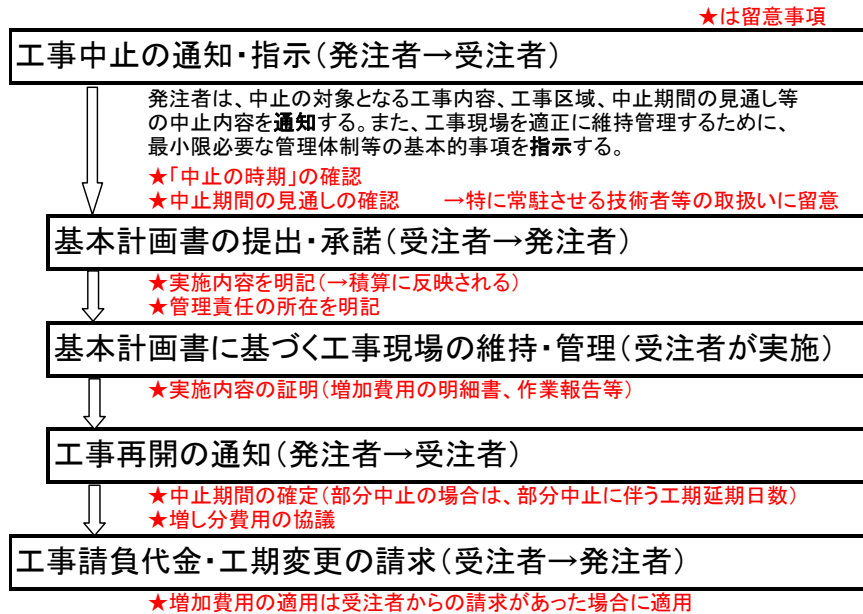 ★は留意事項
工事中止の通知・指示(発注者→受注者)
発注者は、中止の対象となる工事内容、工事区域、中止期間の見通し等
の中止内容を通知する。また、工事現場を適正に維持管理するために、
最小限必要な管理体制等の基本的事項を指示する。
★「中止の時期」の確認
★中止期間の見通しの確認　　→特に常駐させる技術者等の取扱いに留意
基本計画書の提出・承諾(受注者→発注者)
★実施内容を明記(→積算に反映される)
★管理責任の所在を明記
基本計画書に基づく工事現場の維持・管理(受注者が実施)
★実施内容の証明(増加費用の明細書、作業報告等)
工事再開の通知(発注者→受注者)
★中止期間の確定(部分中止の場合は、部分中止に伴う工期延期日数)
★増し分費用の協議
工事請負代金・工期変更の請求(受注者→発注者)
★増加費用の適用は受注者からの請求があった場合に適用